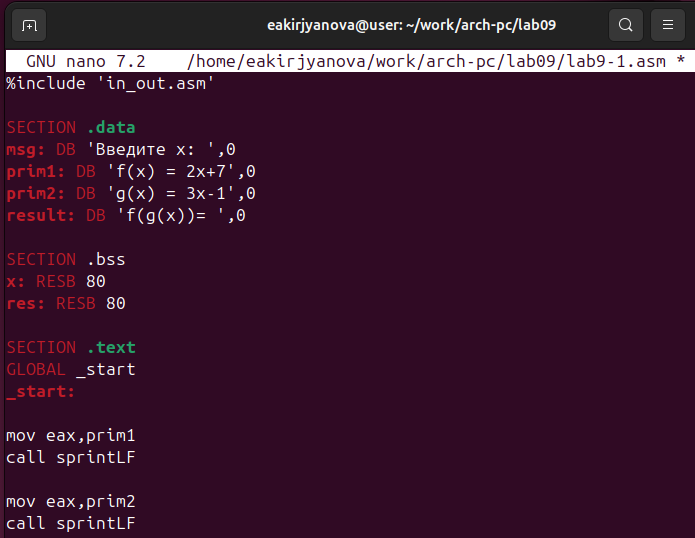 eakirjyanova@user: ~/work/arch-pc/lab09
GNU nano 7.2 /home/eakirjyanova/work/arch-pc/lab09/lab9-1.asm *
%include 'in_out.asm'
SECTION .data
msg: DB 'Введите x: ',0
prim1: DB 'f(x) = 2x+7',0
prim2: DB 'g(x) = 3x-1',0
result: DB 'f(g(x))= ',0
SECTION .bss
x: RESB 80
res: RESB 80
SECTION .text
GLOBAL _start
_start:
mov eax,prim1
call sprintLF
mov eax,prim2
call sprintLF